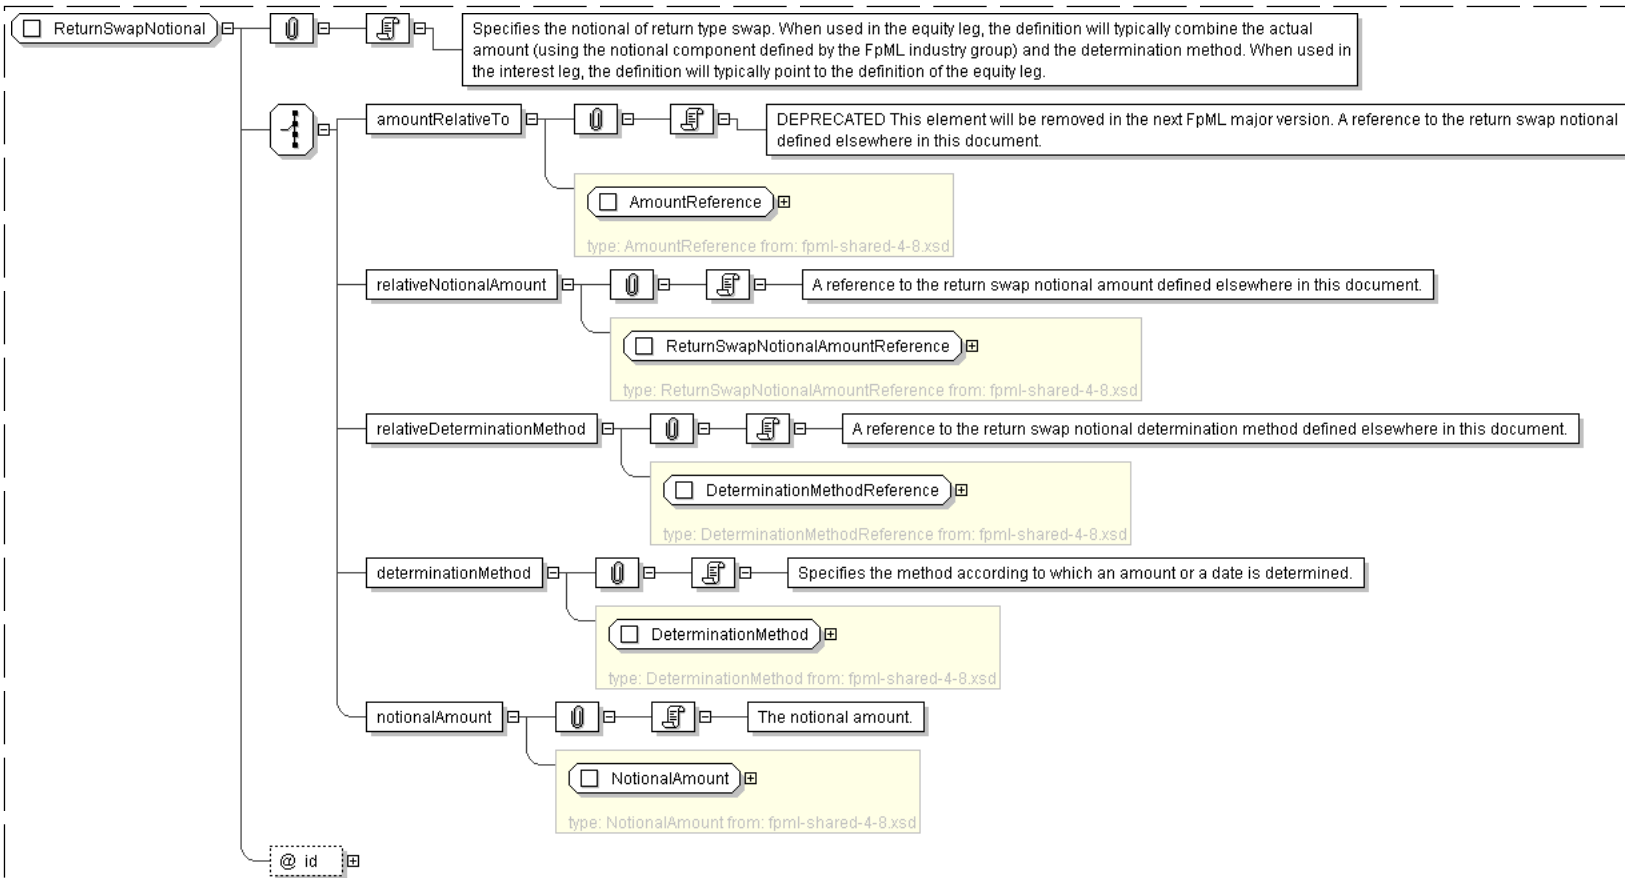 ReturnSwapNotional
Specifies the notional of return type swap. When used in the equity leg, the definition will typically combine the actual
amount (using the notional component defined by the FpML industry group) and the determination method. When used in
the interest leg, the definition will typically point to the definition of the equity leg.
amountRelativeTo
DEPRECATED This element will be removed in the next FpML major version. A reference to the return swap notional
defined elsewhere in this document.
AmountReference
type: AmountReference from: fpml-shared-4-8.xsd
relativeNotionalAmount
A reference to the return swap notional amount defined elsewhere in this document.
ReturnSwapNotionalAmountReference
type: ReturnSwapNotionalAmountReference from: fpml-shared-4-8.xsd
relativeDeterminationMethod
A reference to the return swap notional determination method defined elsewhere in this document.
DeterminationMethodReference
type: DeterminationMethodReference from: fpml-shared-4-8.xsd
determinationMethod
Specifies the method according to which an amount or a date is determined.
DeterminationMethod
type: DeterminationMethod from: fpml-shared-4-8.xsd
notionalAmount
The notional amount.
NotionalAmount
type: NotionalAmount from: fpml-shared-4-8.xsd
@ id